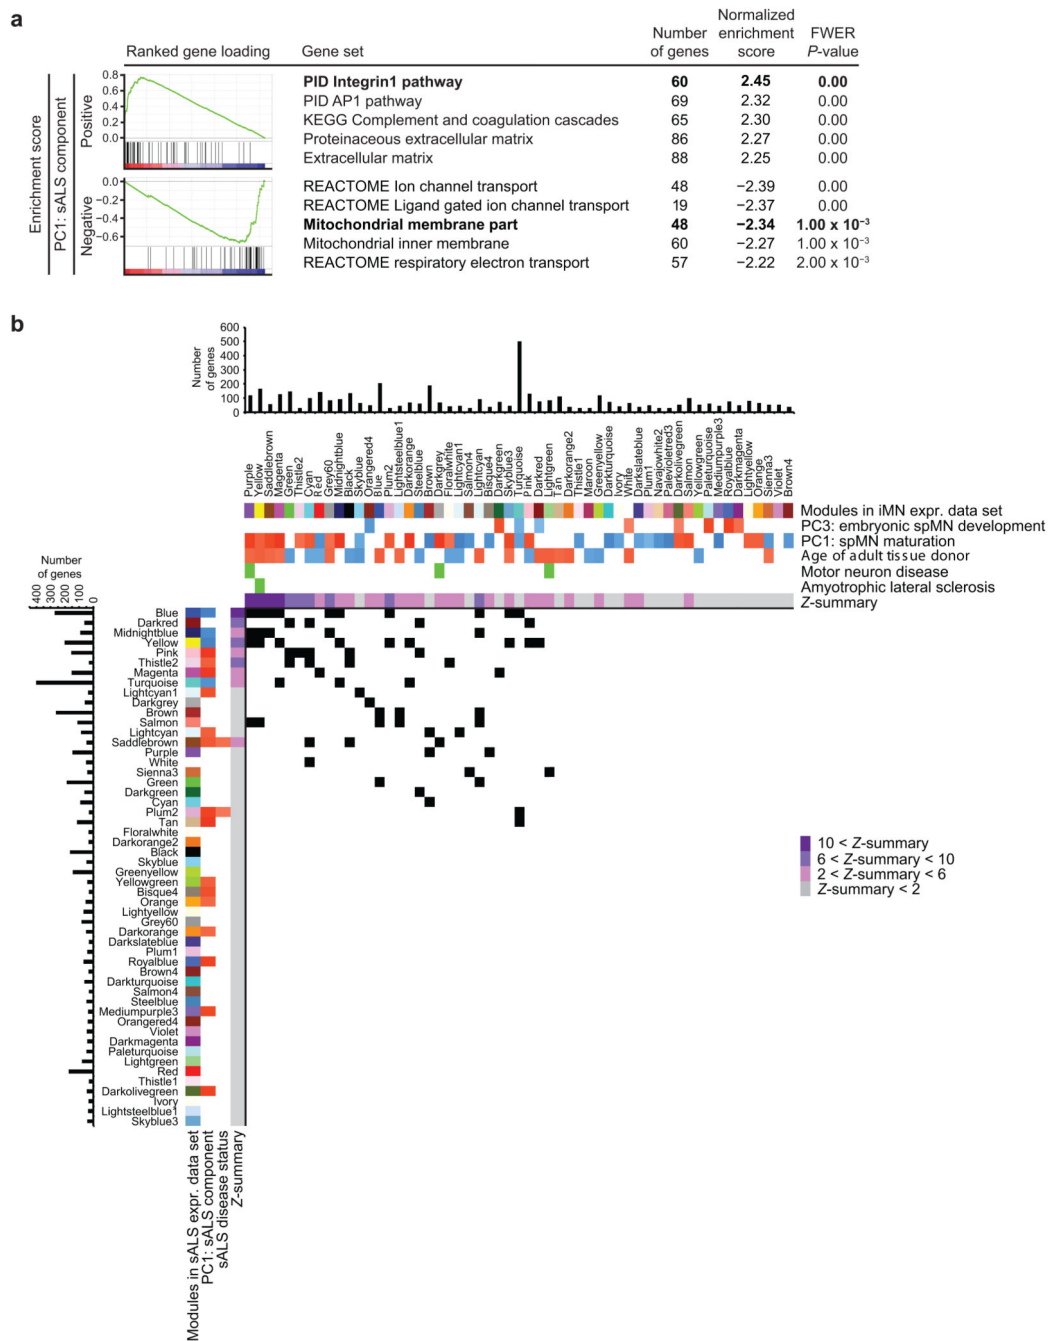 a
Ranked gene loading
Gene set
Number of genes
Normalized enrichment score
FWER P-value
Enrichment score
PC1: sALS component
Positive
0.8
0.6
0.4
0.2
0.0
PID Integrin1 pathway 60 2.45 0.00
PID AP1 pathway 69 2.32 0.00
KEGG Complement and coagulation cascades 65 2.30 0.00
Proteinaceous extracellular matrix 86 2.27 0.00
Extracellular matrix 88 2.25 0.00
Negative
0.0
−0.2
−0.4
−0.6
REACTOME Ion channel transport 48 −2.39 0.00
REACTOME Ligand gated ion channel transport 19 −2.37 0.00
Mitochondrial membrane part 48 −2.34 1.00 x 10⁻³
Mitochondrial inner membrane 60 −2.27 1.00 x 10⁻³
REACTOME respiratory electron transport 57 −2.22 2.00 x 10⁻³
b
Number of genes
600
500
400
300
200
100
0
Purple
Yellow
Saddlebrown
Magenta
Green
Thistle2
Cyan
Red
Grey60
Midnightblue
Black
Skyblue
Orangered4
Blue
Plum2
Lightsteelblue1
Darkorange
Steelblue
Brown
Darkgrey
Floralwhite
Lightcyan1
Salmon4
Lightcyan
Bisque4
Darkgreen
Skyblue3
Turquoise
Pink
Darkred
Lightgreen
Tan
Darkorange2
Thistle1
Maroon
Greenyellow
Darkturquoise
Ivory
White
Darkslateblue
Plum1
Navajowhite2
Palevioletred3
Darkolivegreen
Salmon
Yellowgreen
Paleturquoise
Mediumpurple3
Royalblue
Darkmagenta
Lightyellow
Orange
Sienna3
Violet
Brown4
Modules in iMN expr. data set
PC3: embryonic spMN development
PC1: spMN maturation
Age of adult tissue donor
Motor neuron disease
Amyotrophic lateral sclerosis
Z-summary
Number of genes
400
300
200
100
0
Blue
Darkred
Midnightblue
Yellow
Pink
Thistle2
Magenta
Turquoise
Lightcyan1
Darkgrey
Brown
Salmon
Lightcyan
Saddlebrown
Purple
White
Sienna3
Green
Darkgreen
Cyan
Plum2
Tan
Floralwhite
Darkorange2
Black
Skyblue
Greenyellow
Yellowgreen
Bisque4
Orange
Lightyellow
Grey60
Darkorange
Darkslateblue
Plum1
Royalblue
Brown4
Darkturquoise
Salmon4
Steelblue
Mediumpurple3
Orangered4
Violet
Darkmagenta
Paleturquoise
Lightgreen
Red
Thistle1
Darkolivegreen
Ivory
Lightsteelblue1
Skyblue3
10 < Z-summary
6 < Z-summary < 10
2 < Z-summary < 6
Z-summary < 2
Modules in sALS expr. data set
PC1: sALS component
sALS disease status
Z-summary